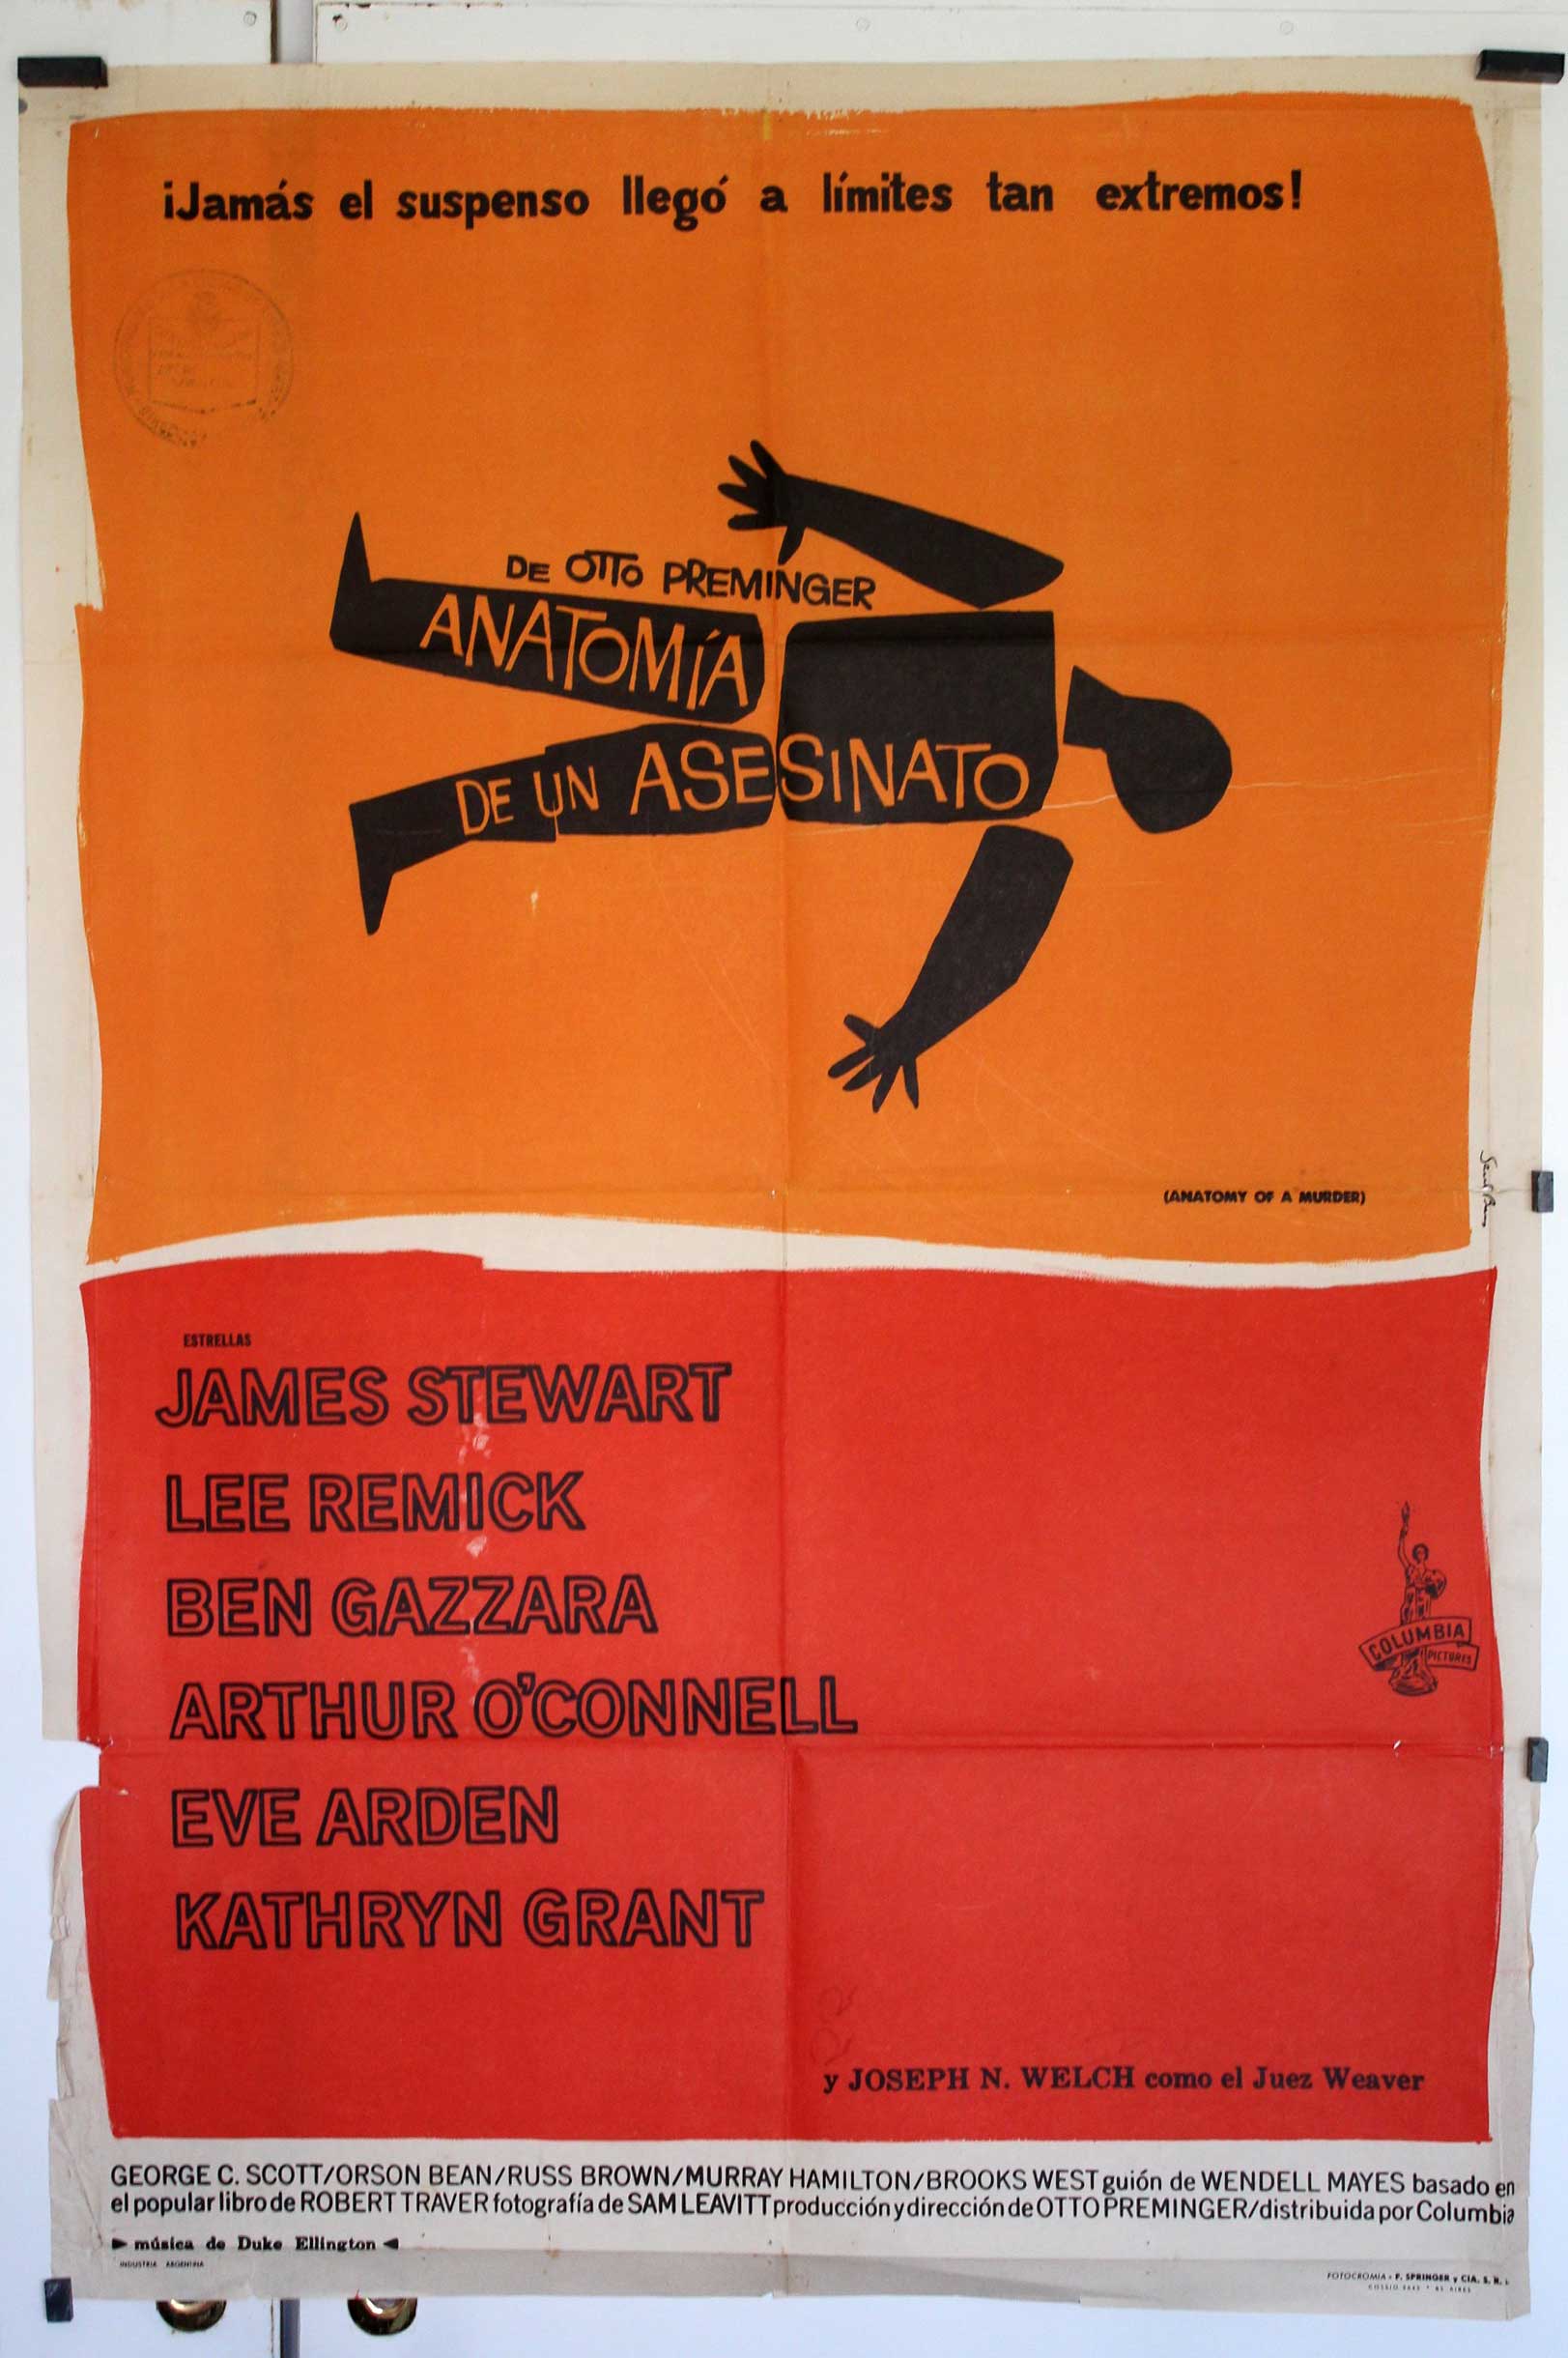 ¡Jamás el suspenso llegó a límites tan extremos!
DE OTTO PREMINGER
ANATOMÍA
DE UN ASESINATO
(ANATOMY OF A MURDER)
ESTRELLAS
JAMES STEWART
LEE REMICK
BEN GAZZARA
ARTHUR O'CONNELL
EVE ARDEN
KATHRYN GRANT
COLUMBIA
PICTURES
y JOSEPH N. WELCH como el Juez Weaver
GEORGE C. SCOTT/ORSON BEAN/RUSS BROWN/MURRAY HAMILTON/BROOKS WEST guión de WENDELL MAYES basado en
el popular libro de ROBERT TRAVER fotografía de SAM LEAVITT producción y dirección de OTTO PREMINGER/distribuida por Columbia
música de Duke Ellington
INDUSTRIA ARGENTINA
FOTOCROMIA - F. SPRINGER y CIA. S. R. L.